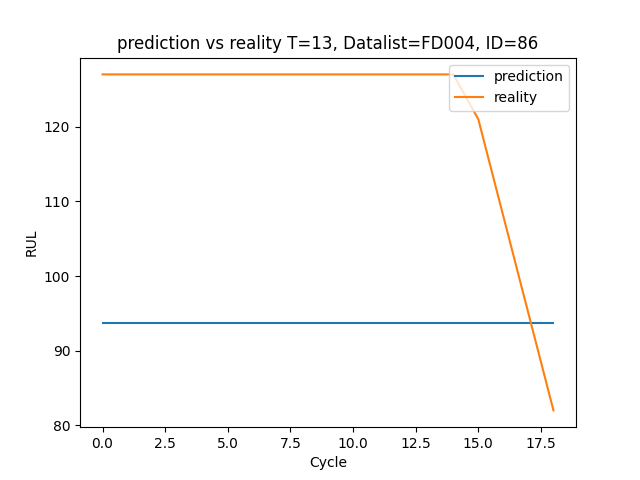 prediction vs reality T=13, Datalist=FD004, ID=86
prediction
reality
RUL
120
110
100
90
80
0.0 2.5 5.0 7.5 10.0 12.5 15.0 17.5
Cycle